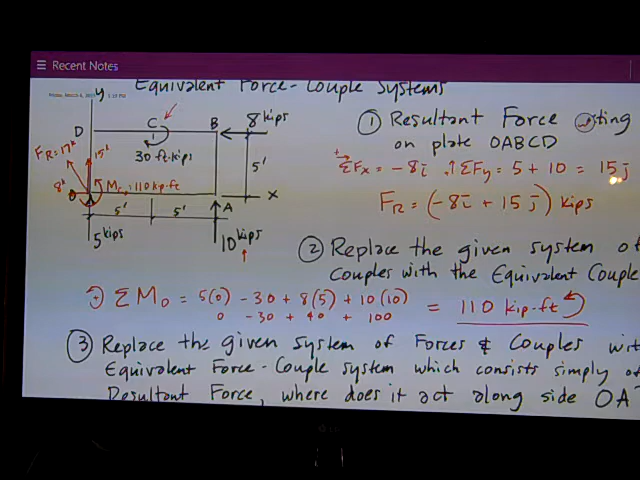 Recent Notes
Equivalent Force-Couple Systems
y
D
C
B
8 kips
FR=17k
15k
30 ft.kips
5'
8k
O
MCo=110 kp.ft
x
5'
5'
A
5 kips
10 kips
① Resultant Force acting
on plate OABCD
+→ ΣFx = -8i , ↑ΣFy = 5 + 10 = 15j
FR = (-8i + 15j) kips
② Replace the given system of
Couples with the Equivalent Couple
ΣMo = 5(0) - 30 + 8(5) + 10(10) = 110 kip.ft
0 -30 + 40 + 100
③ Replace the given system of Forces & Couples with
Equivalent Force-Couple system which consists simply of
Resultant Force, where does it act along side OA?